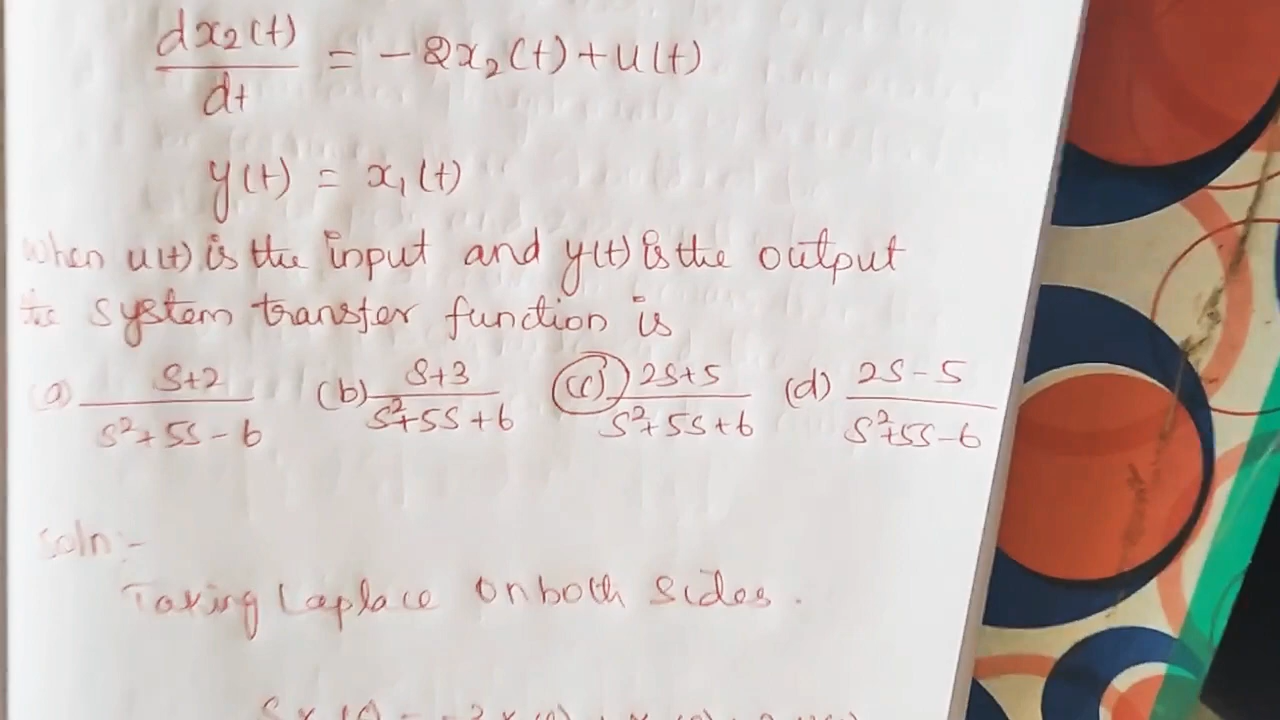 dx₂(t)/dt = -2x₂(t)+u(t)
y(t) = x₁(t)
When u(t) is the input and y(t) is the output
the system transfer function is
(a) S+2/S²+5S-6 (b) S+3/S²+5S+6 (c) 2S+5/S²+5S+6 (d) 2S-5/S²+5S-6
Soln:-
Taking Laplace on both sides.